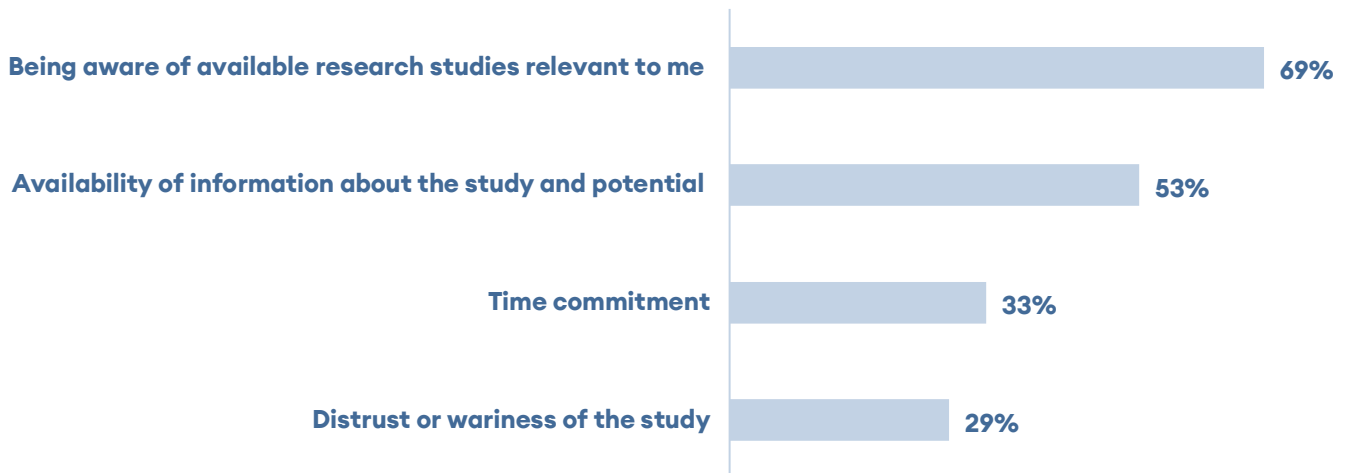 Being aware of available research studies relevant to me 69%
Availability of information about the study and potential 53%
Time commitment 33%
Distrust or wariness of the study 29%